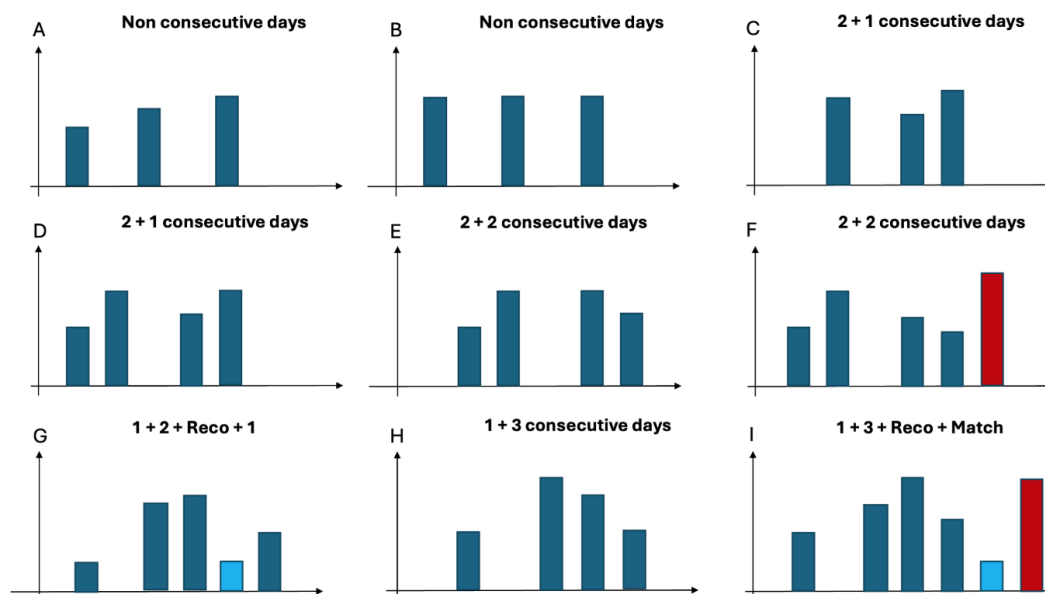 A
Non consecutive days
B
Non consecutive days
C
2 + 1 consecutive days
D
2 + 1 consecutive days
E
2 + 2 consecutive days
F
2 + 2 consecutive days
G
1 + 2 + Reco + 1
H
1 + 3 consecutive days
I
1 + 3 + Reco + Match